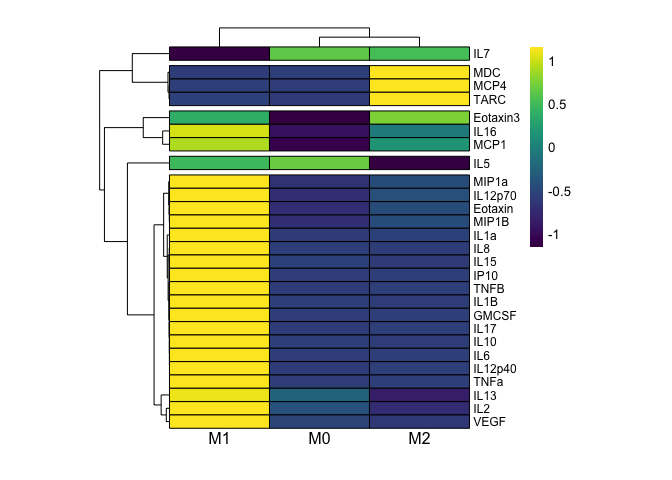 IL7
MDC
MCP4
TARC
Eotaxin3
IL16
MCP1
IL5
MIP1a
IL12p70
Eotaxin
MIP1B
IL1a
IL8
IL15
IP10
TNFB
IL1B
GMCSF
IL17
IL10
IL6
IL12p40
TNFa
IL13
IL2
VEGF
M1 M0 M2
1
0.5
0
-0.5
-1